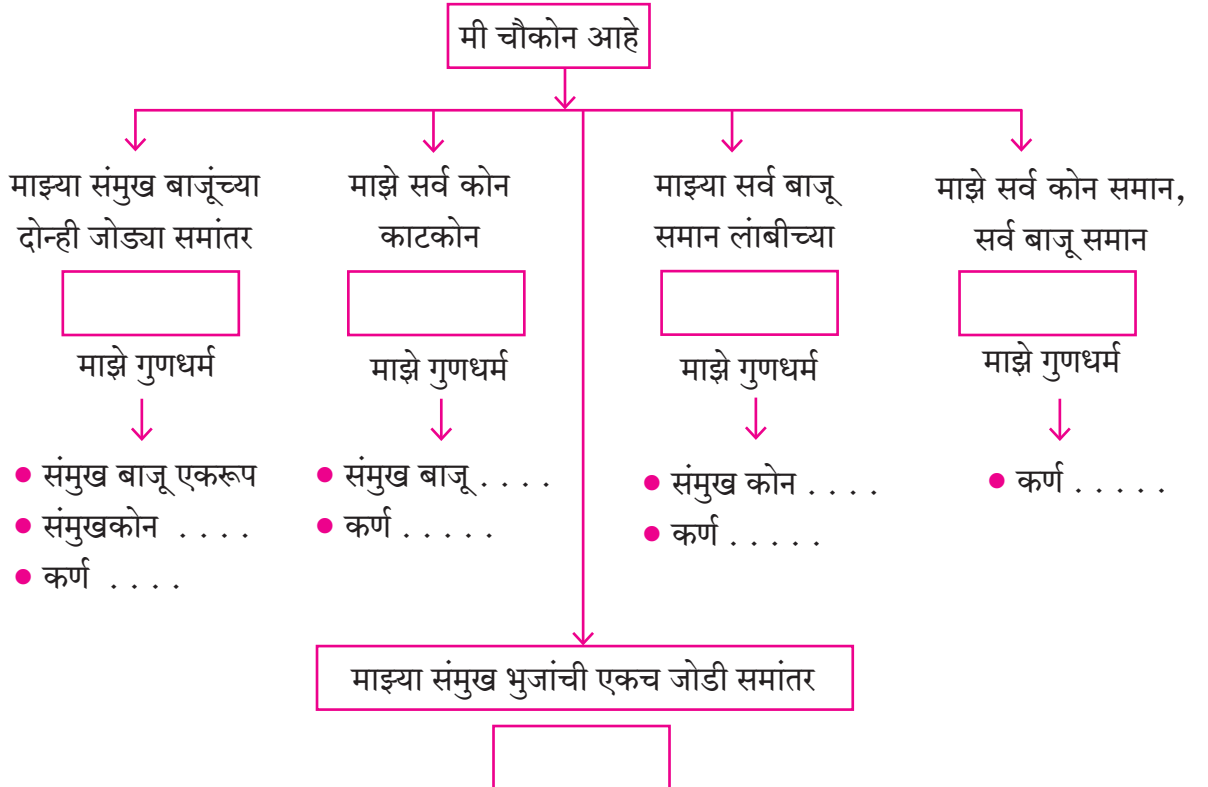 मी चौकोन आहे
माझ्या संमुख बाजूंच्या
दोन्ही जोड्या समांतर
माझे गुणधर्म
• संमुख बाजू एकरूप
• संमुखकोन . . . .
• कर्ण . . . .
माझे सर्व कोन
काटकोन
माझे गुणधर्म
• संमुख बाजू . . . .
• कर्ण . . . . .
माझ्या सर्व बाजू
समान लांबीच्या
माझे गुणधर्म
• संमुख कोन . . . .
• कर्ण . . . . .
माझे सर्व कोन समान,
सर्व बाजू समान
माझे गुणधर्म
• कर्ण . . . . .
माझ्या संमुख भुजांची एकच जोडी समांतर